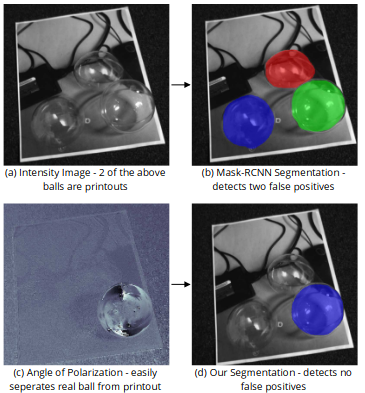 (a) Intensity Image - 2 of the above
balls are printouts
(b) Mask-RCNN Segmentation -
detects two false positives
(c) Angle of Polarization - easily
seperates real ball from printout
(d) Our Segmentation - detects no
false positives